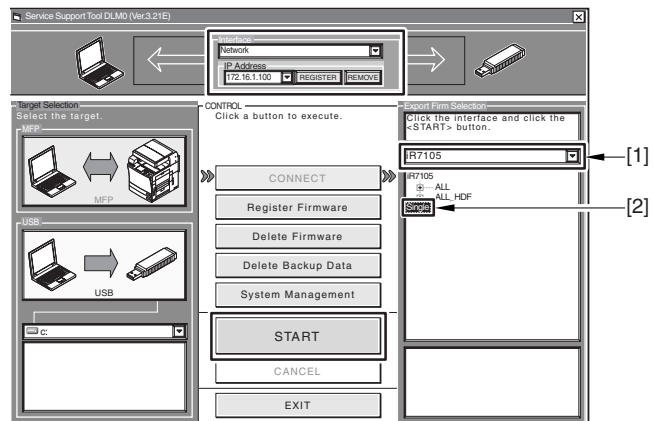 Service Support Tool DLM0 (Ver.3.21E)
Interface
Network
IP Address
172.16.1.100
REGISTER
REMOVE
Target Selection
Select the target.
MFP
MFP
USB
USB
c:
CONTROL
Click a button to execute.
CONNECT
Register Firmware
Delete Firmware
Delete Backup Data
System Management
START
CANCEL
EXIT
Export Firm Selection
Click the interface and click the
<START> button.
iR7105
iR7105
ALL
ALL_HDF
Single
[1]
[2]